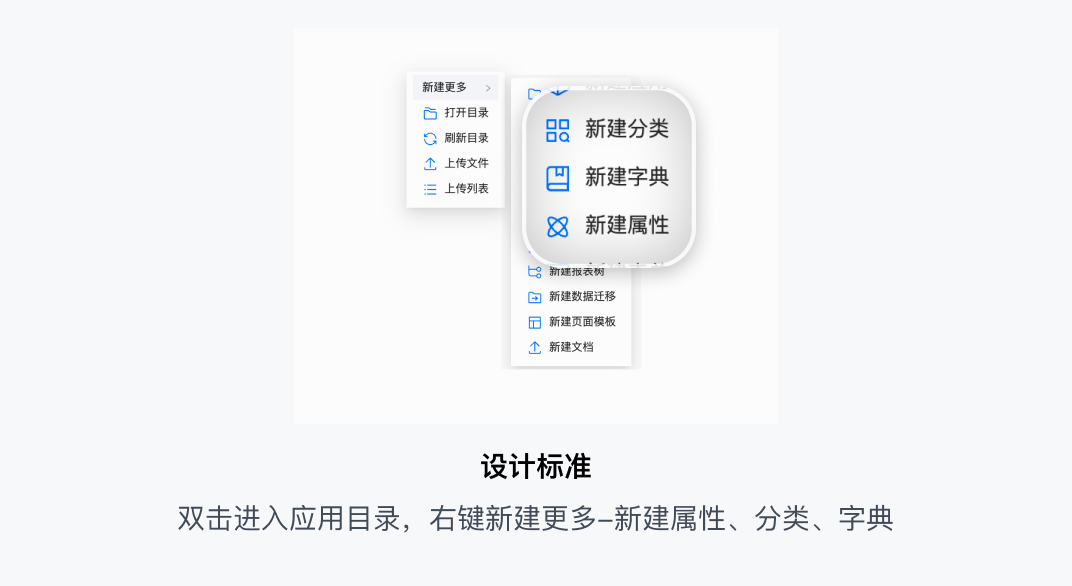 新建更多
打开目录
刷新目录
上传文件
上传列表
新建分类
新建字典
新建属性
新建报表树
新建数据迁移
新建页面模板
新建文档
设计标准
双击进入应用目录，右键新建更多–新建属性、分类、字典